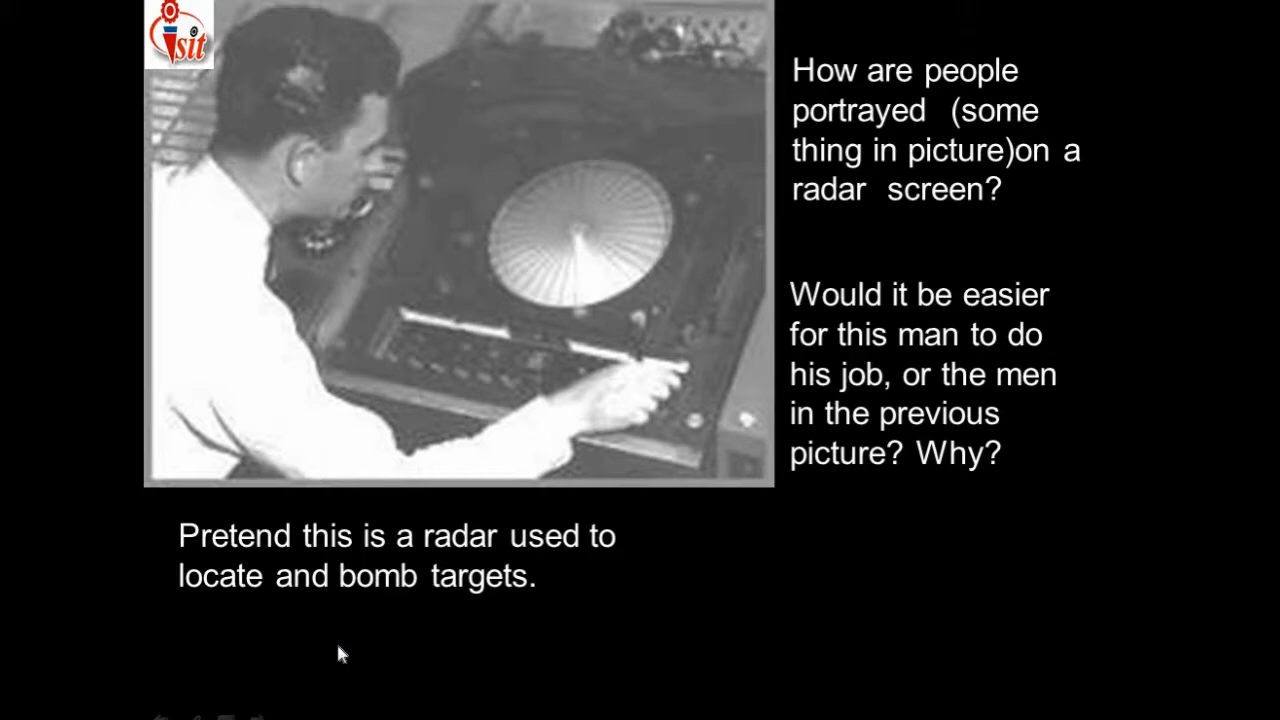 isit
How are people
portrayed (some
thing in picture)on a
radar screen?
Would it be easier
for this man to do
his job, or the men
in the previous
picture? Why?
Pretend this is a radar used to
locate and bomb targets.